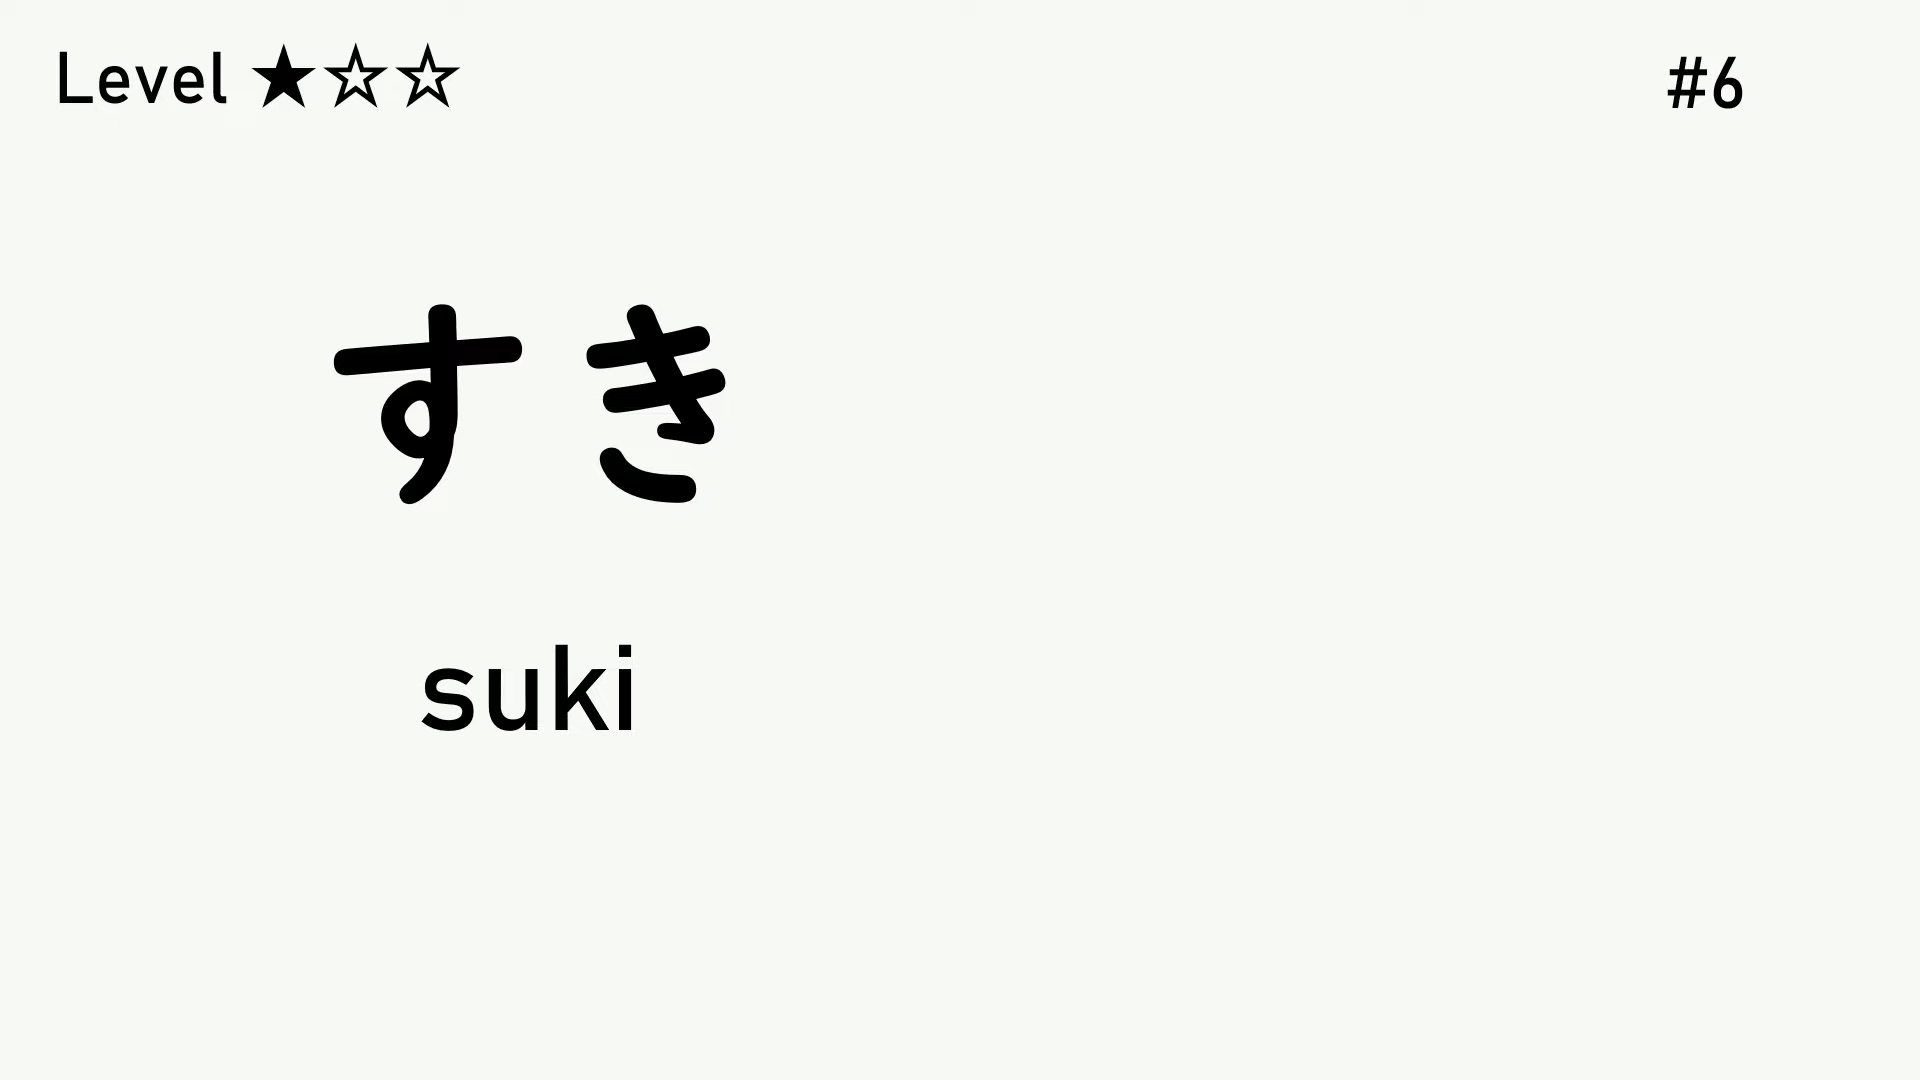 Level ★☆☆
#6
すき
suki